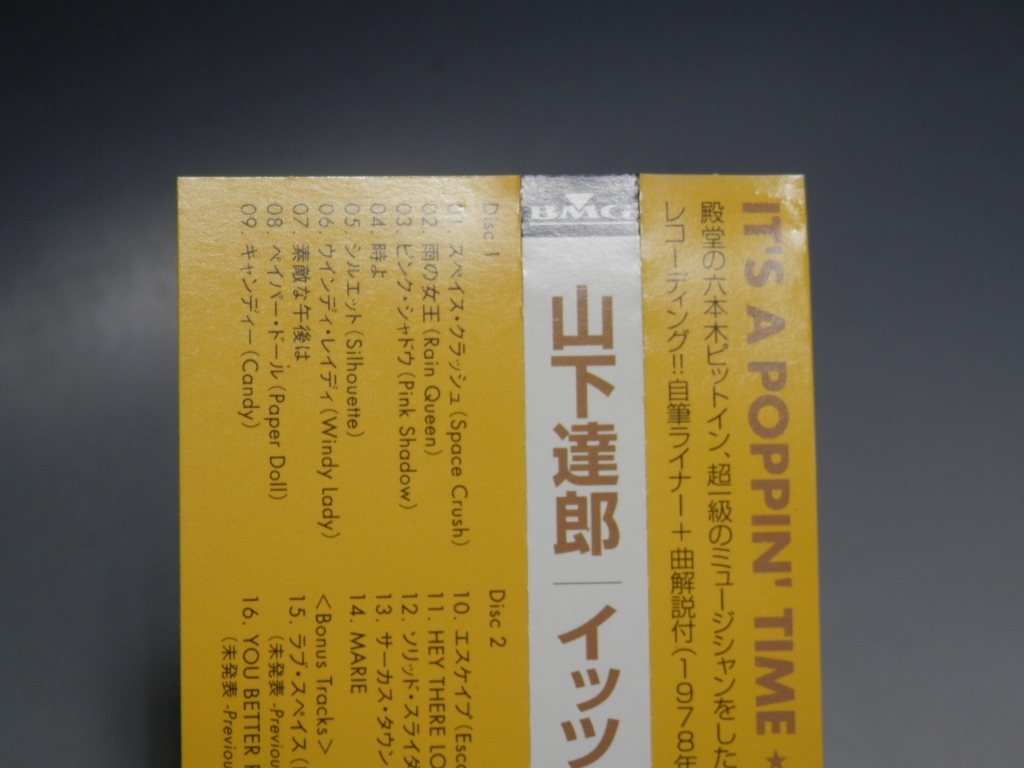 IT'S A POPPIN' TIME ★
殿堂の六本木ピットイン、超一級のミュージシャンをした
レコーディング!!自筆ライナー+曲解説付(1978年
BMG
山下達郎 | イッツ
Disc 1
01. スペイス・クラッシュ (Space Crush)
02. 雨の女王 (Rain Queen)
03. ピンク・シャドウ (Pink Shadow)
04. 時よ
05. シルエット (Silhouette)
06. ウインディ・レイディ (Windy Lady)
07. 素敵な午後は
08. ペイパー・ドール (Paper Doll)
09. キャンディー (Candy)
Disc 2
10. エスケイプ (Esc
11. HEY THERE LO
12. ソリッド・スライダ
13. サーカス・タウン
14. MARIE
<Bonus Tracks>
15. ラブ・スペイス (
(未発表 -Previous
16. YOU BETTER
(未発表 -Previou